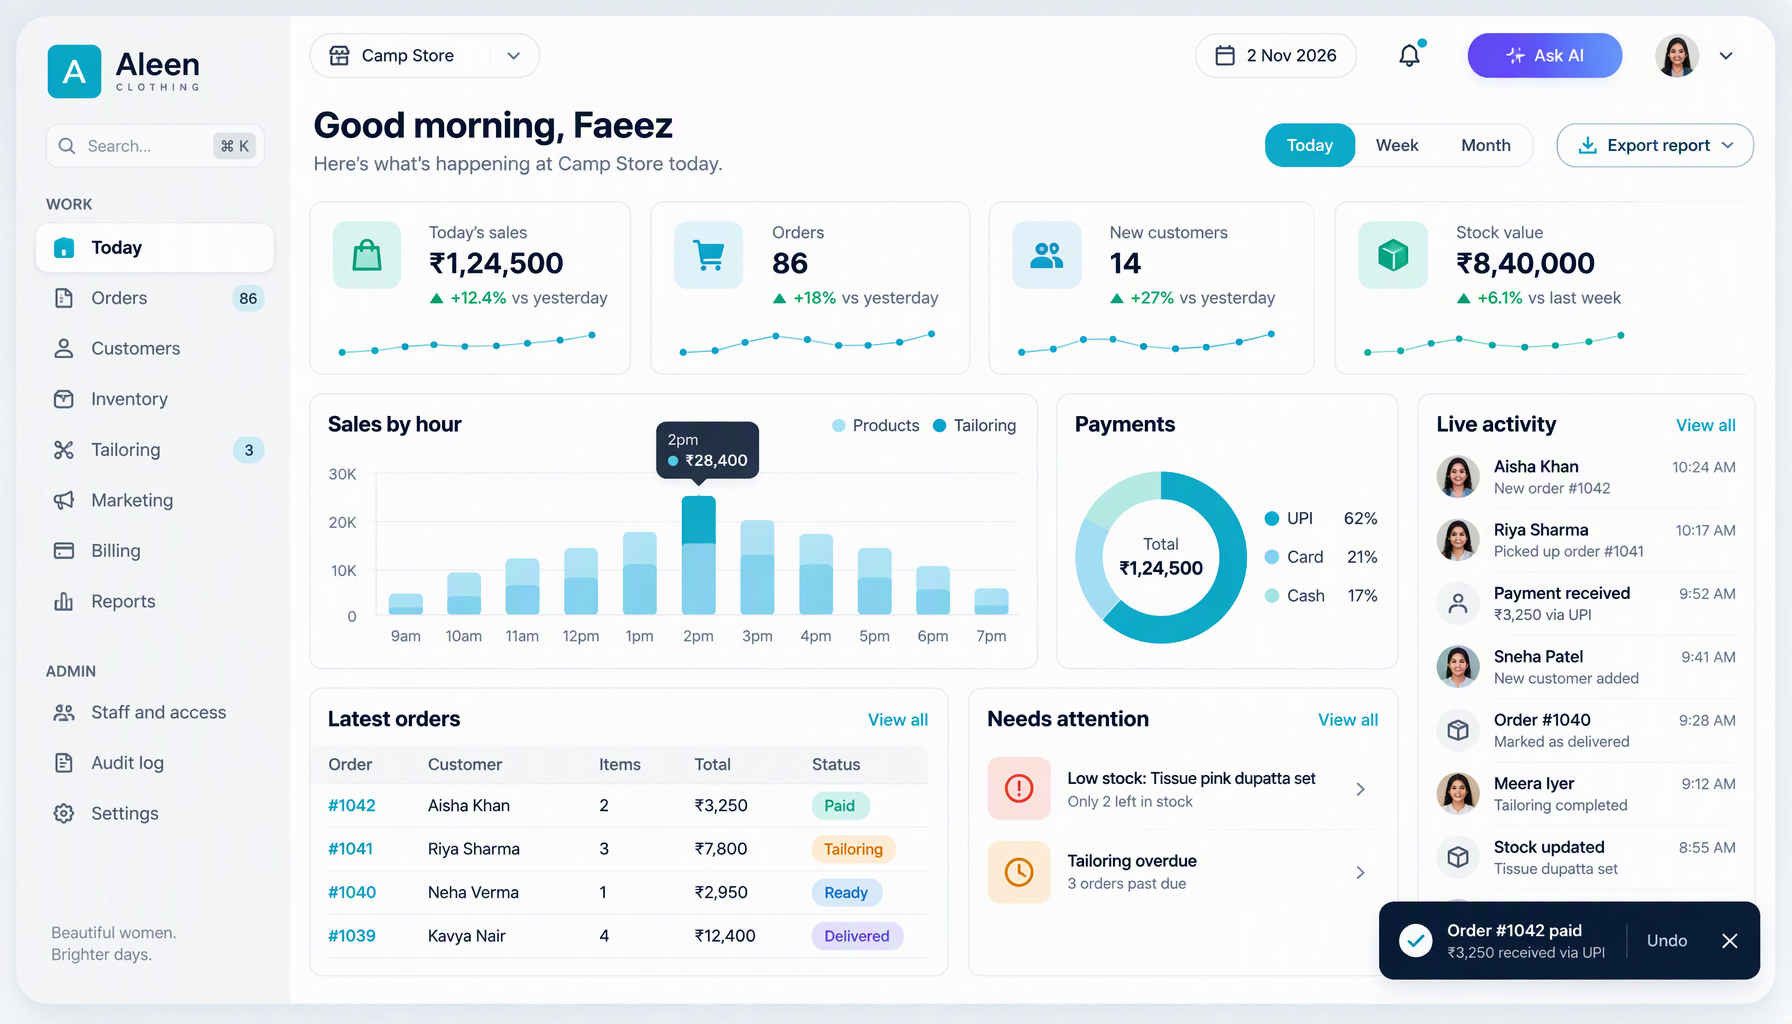 A
Aleen
CLOTHING
Search...
⌘ K
WORK
Today
Orders
86
Customers
Inventory
Tailoring
3
Marketing
Billing
Reports
ADMIN
Staff and access
Audit log
Settings
Beautiful women.
Brighter days.
Camp Store
2 Nov 2026
Ask AI
Good morning, Faeez
Here's what's happening at Camp Store today.
Today
Week
Month
Export report
Today's sales
₹1,24,500
+12.4% vs yesterday
Orders
86
+18% vs yesterday
New customers
14
+27% vs yesterday
Stock value
₹8,40,000
+6.1% vs last week
Sales by hour
Products
Tailoring
2pm
₹28,400
30K
20K
10K
0
9am 10am 11am 12pm 1pm 2pm 3pm 4pm 5pm 6pm 7pm
Payments
Total
₹1,24,500
UPI 62%
Card 21%
Cash 17%
Live activity
View all
Aisha Khan 10:24 AM
New order #1042
Riya Sharma 10:17 AM
Picked up order #1041
Payment received 9:52 AM
₹3,250 via UPI
Sneha Patel 9:41 AM
New customer added
Order #1040 9:28 AM
Marked as delivered
Meera Iyer 9:12 AM
Tailoring completed
Stock updated 8:55 AM
Tissue dupatta set
Latest orders
View all
Order Customer Items Total Status
#1042 Aisha Khan 2 ₹3,250 Paid
#1041 Riya Sharma 3 ₹7,800 Tailoring
#1040 Neha Verma 1 ₹2,950 Ready
#1039 Kavya Nair 4 ₹12,400 Delivered
Needs attention
View all
Low stock: Tissue pink dupatta set
Only 2 left in stock
Tailoring overdue
3 orders past due
Order #1042 paid
₹3,250 received via UPI
Undo